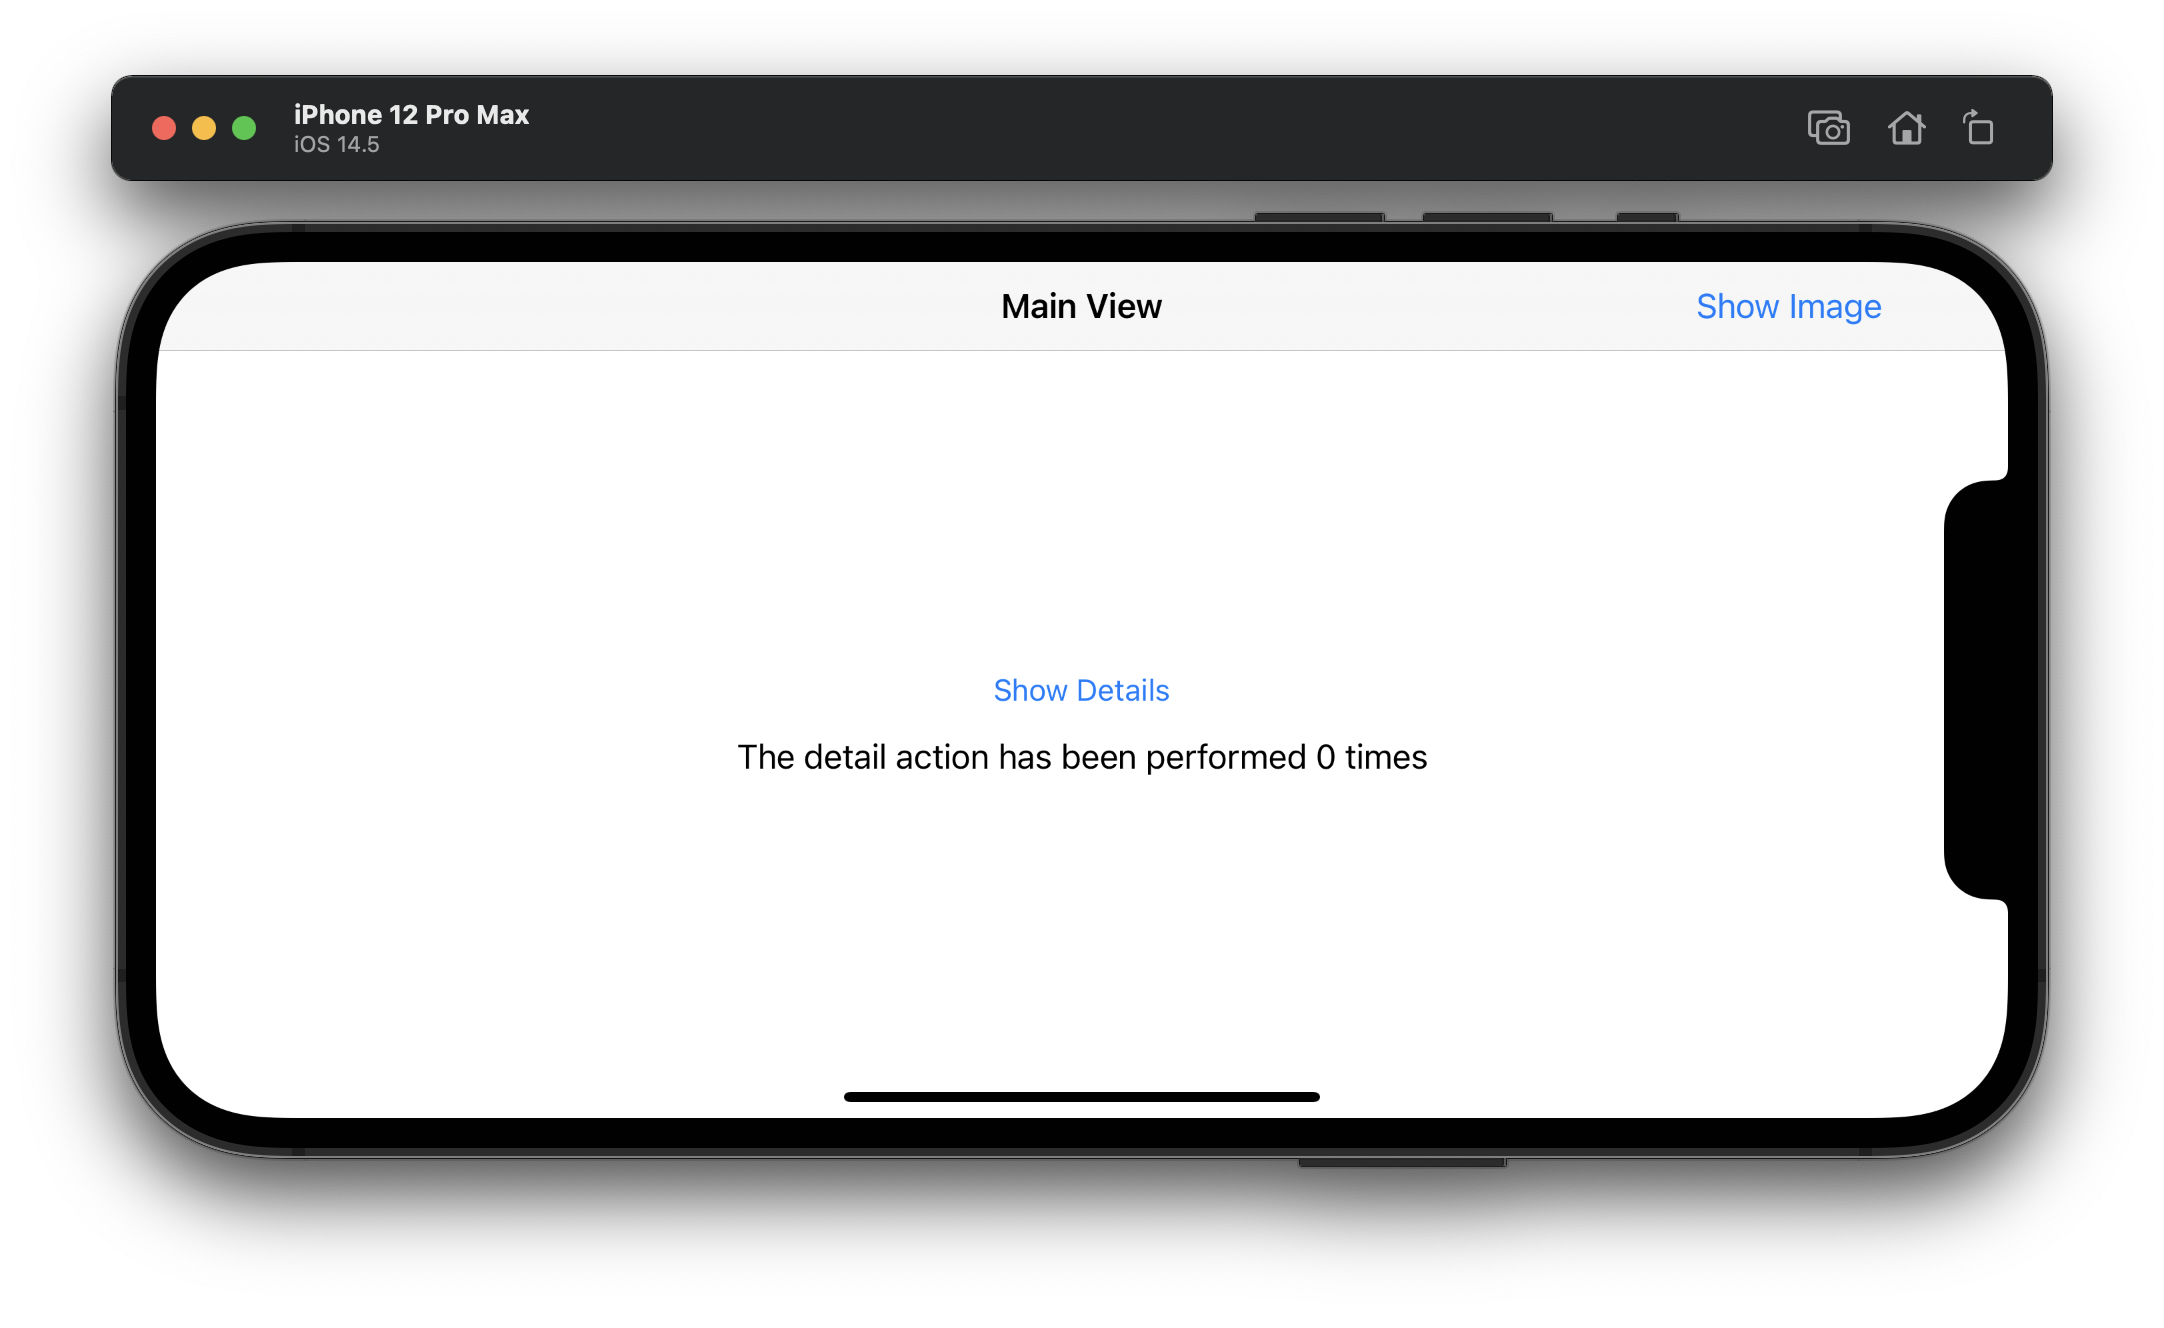 iPhone 12 Pro Max
iOS 14.5
Main View
Show Image
Show Details
The detail action has been performed 0 times